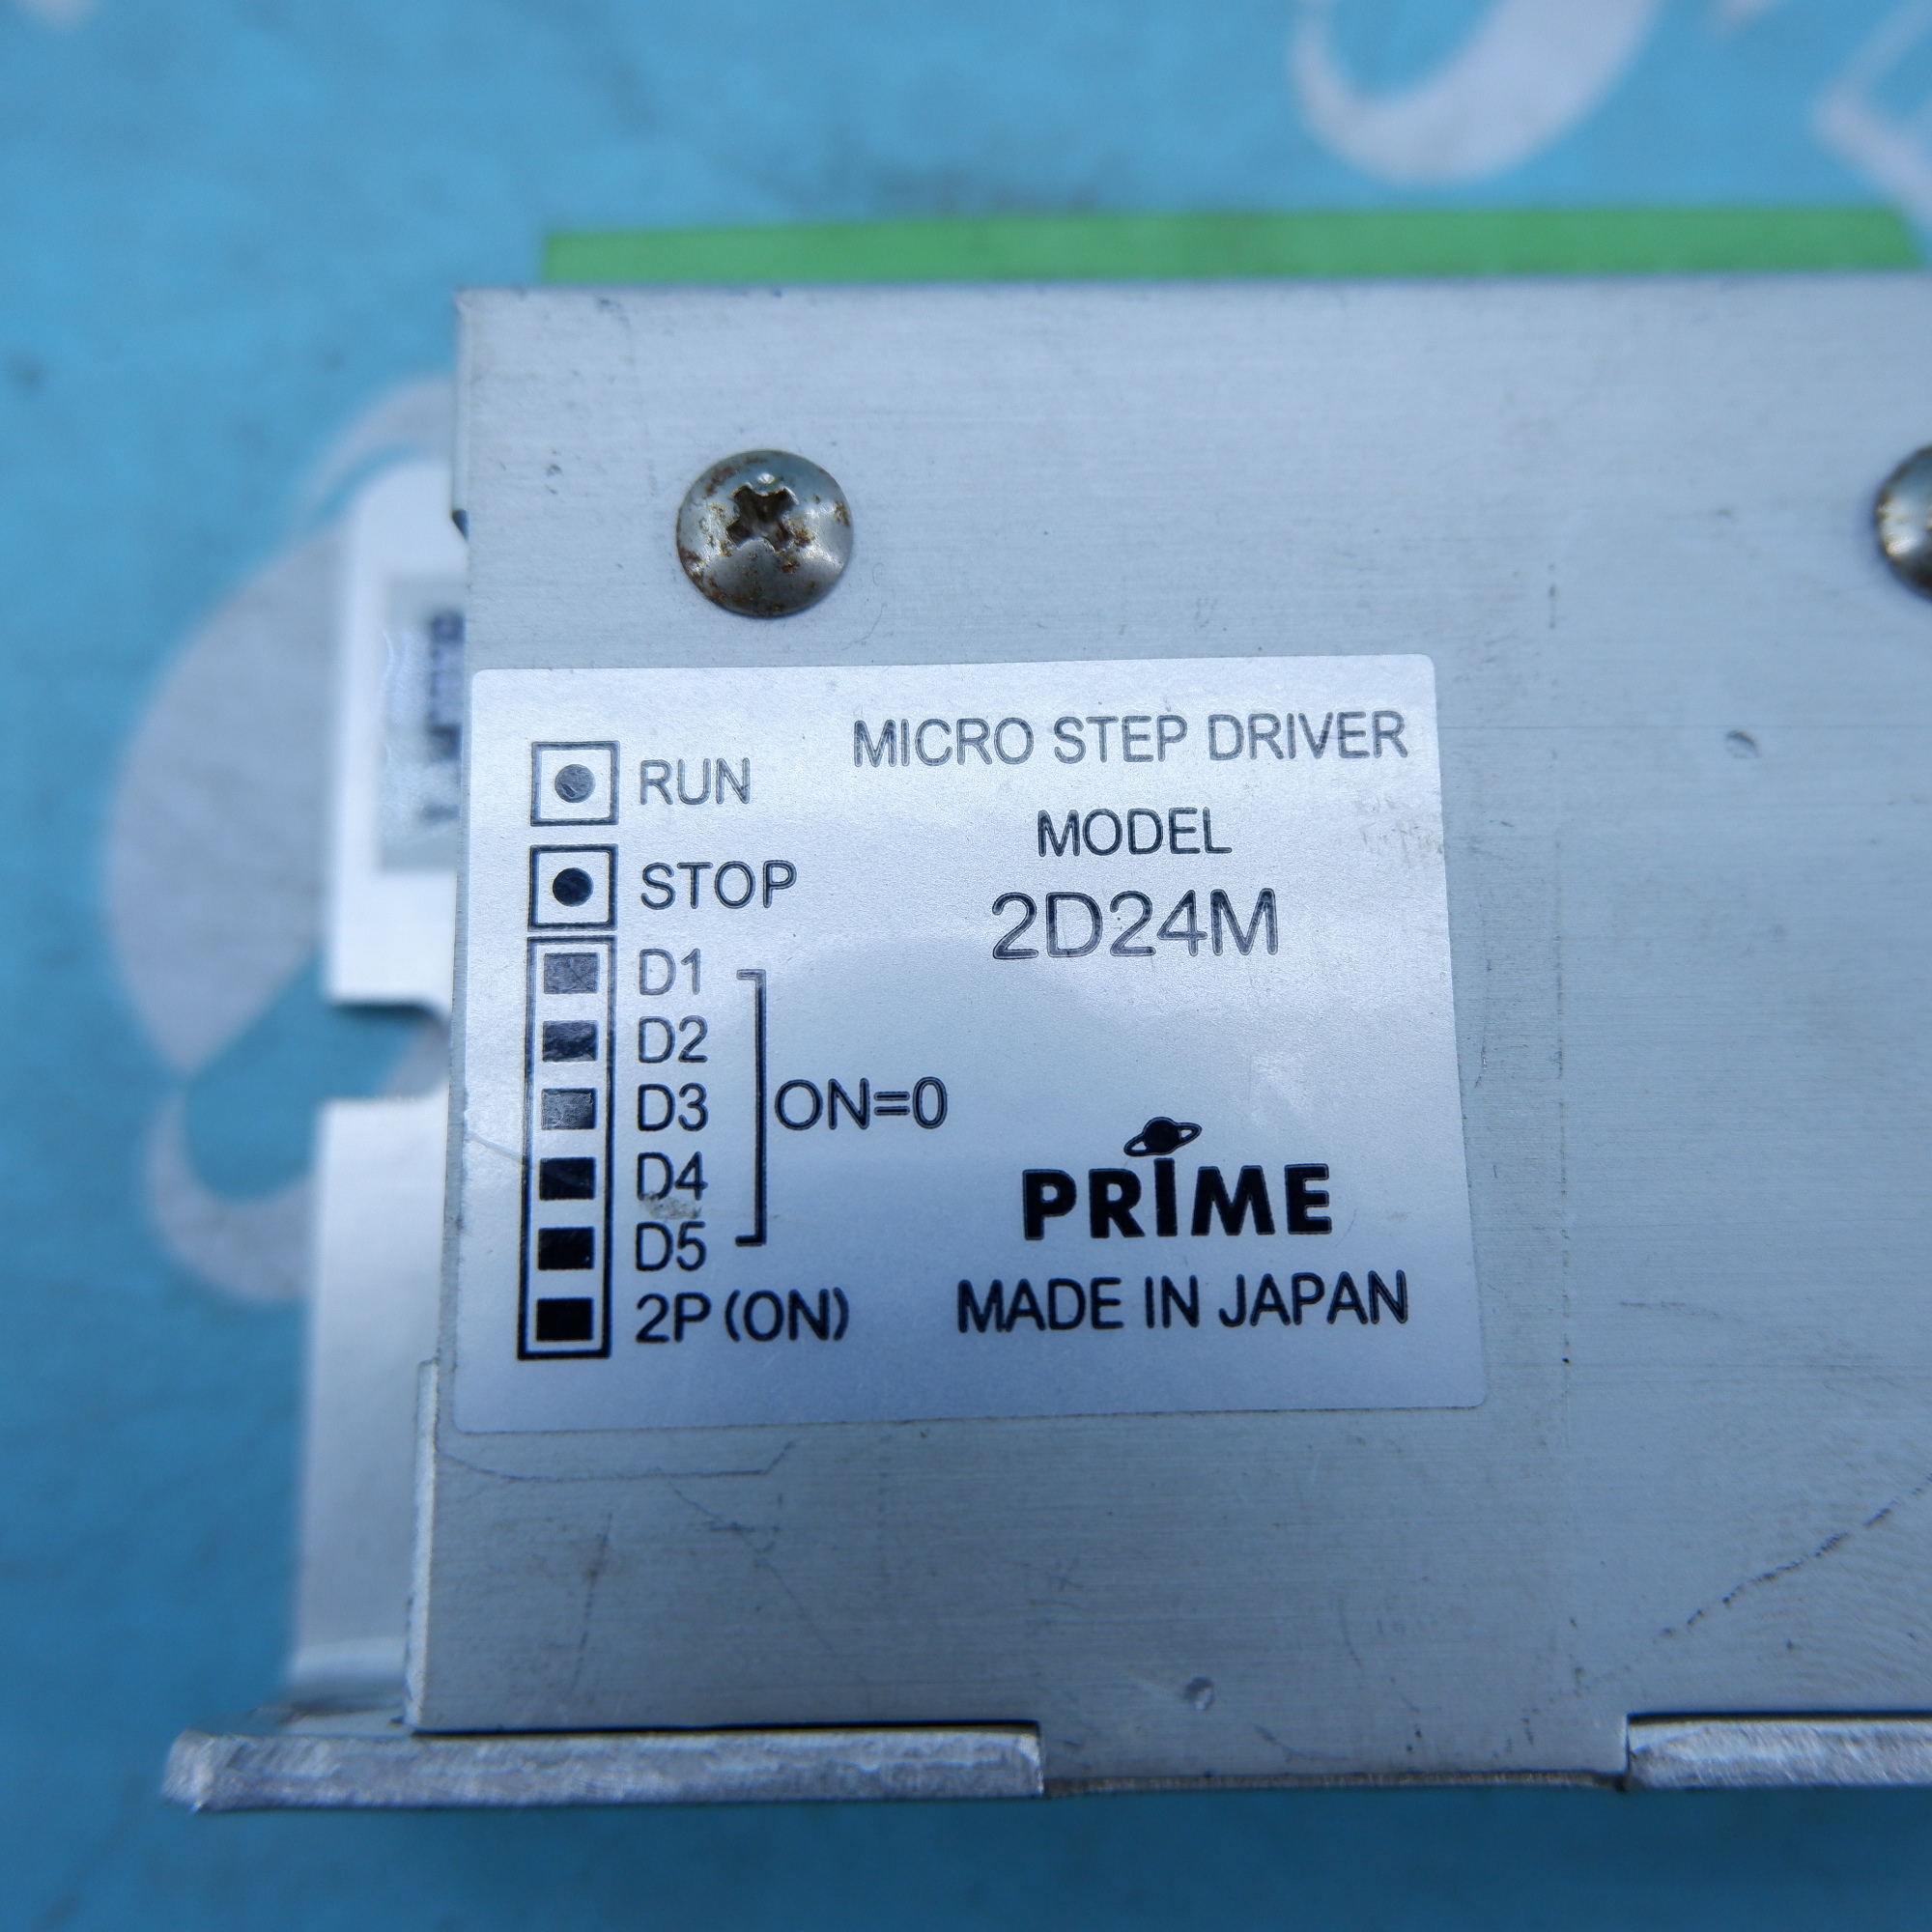 MICRO STEP DRIVER
RUN
MODEL
STOP
2D24M
D1
D2
D3
ON=0
D4
D5
PRIME
2P (ON)
MADE IN JAPAN